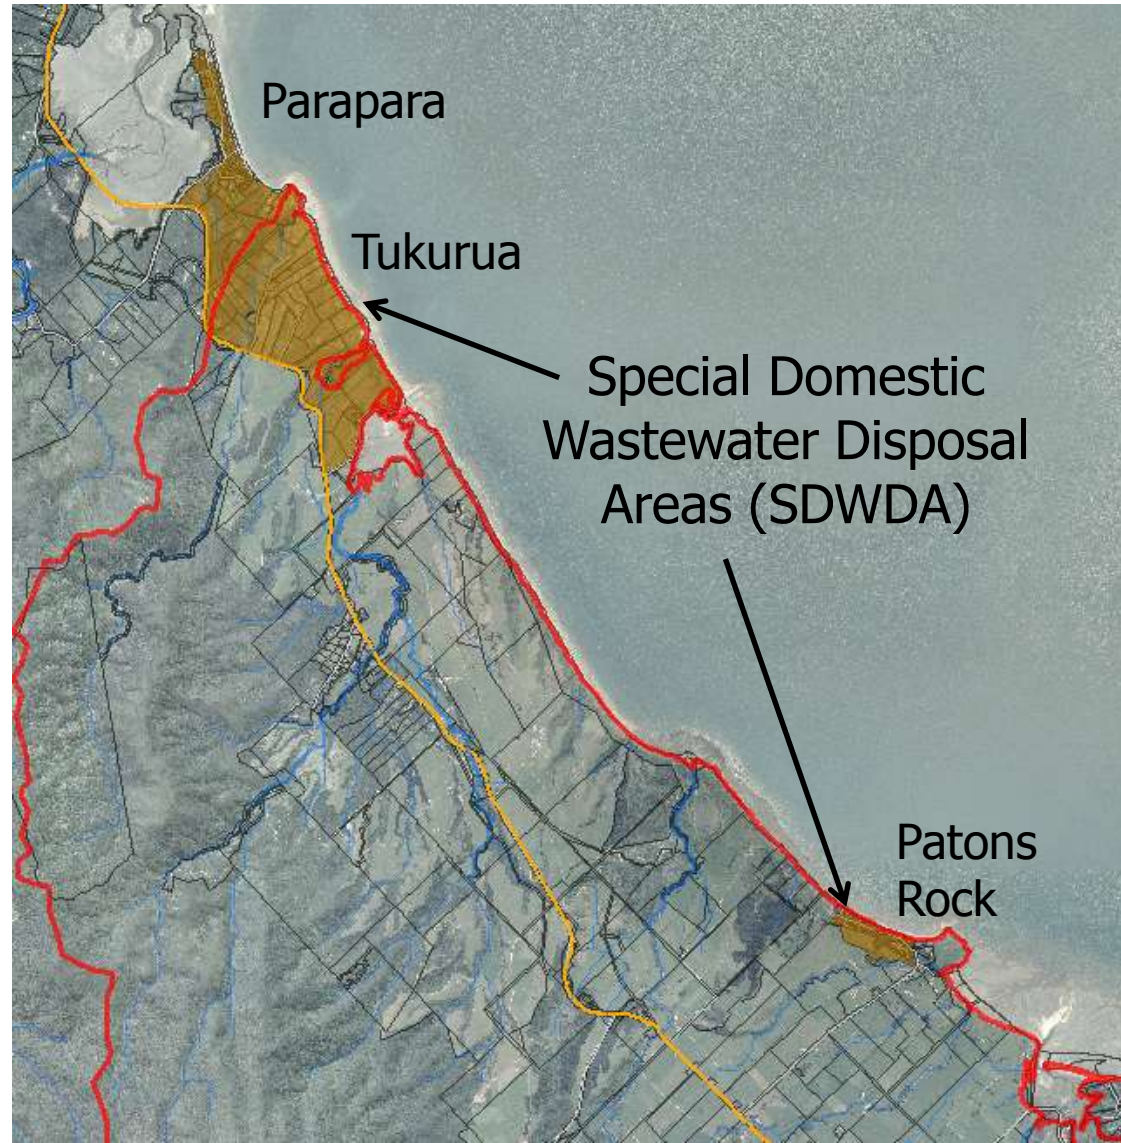 Parapara
Tukurua
Special Domestic
Wastewater Disposal
Areas (SDWDA)
Patons
Rock